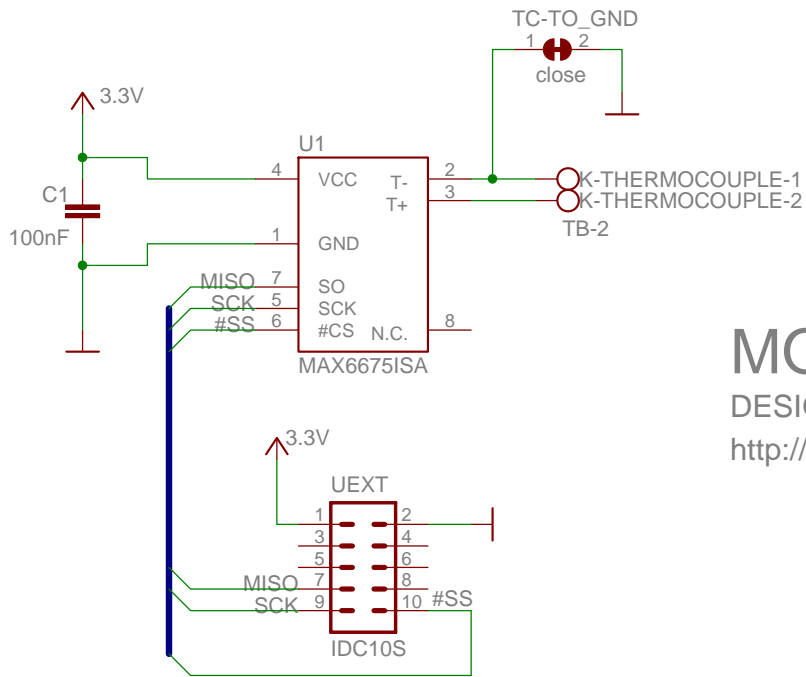 TC-TO_GND
1 2
close
3.3V
U1
4 VCC T- 2 K-THERMOCOUPLE-1
T+ 3 K-THERMOCOUPLE-2
C1
100nF
TB-2
1 GND
MISO 7 SO
SCK 5 SCK
#SS 6 #CS N.C. 8
MAX6675ISA
MO
DESIG
http://
3.3V
UEXT
1 2
3 4
5 6
MISO 7 8
SCK 9 10 #SS
IDC10S